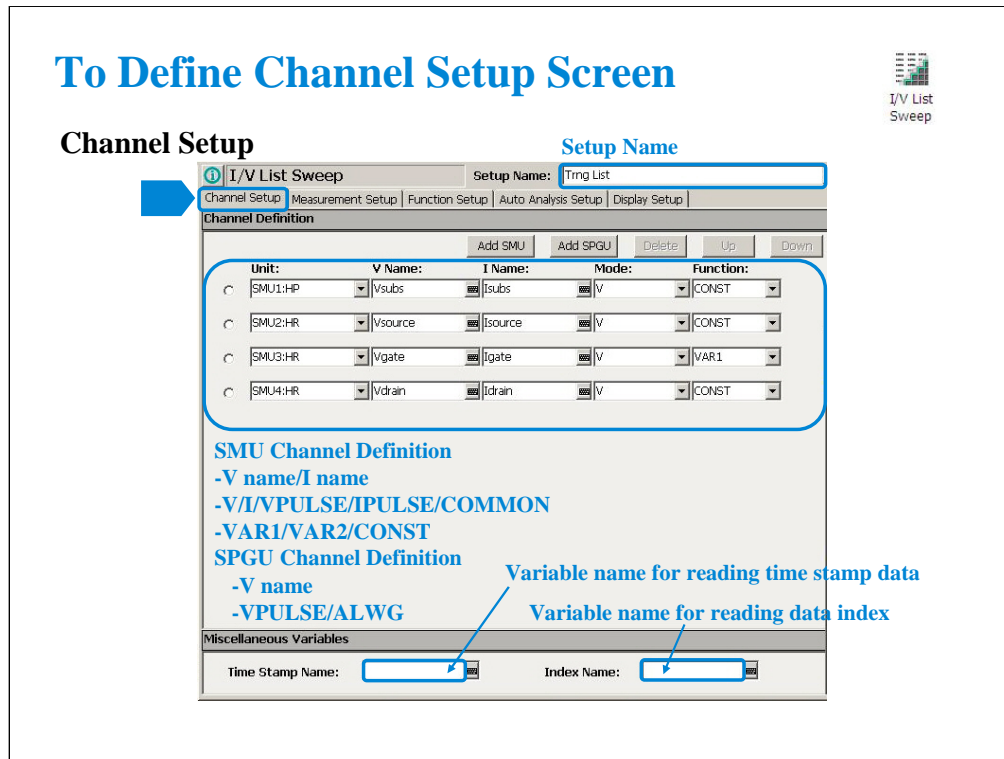 To Define Channel Setup Screen
I/V List
Sweep
Channel Setup
Setup Name
I/V List Sweep
Setup Name: Trng List
Channel Setup Measurement Setup Function Setup Auto Analysis Setup Display Setup
Channel Definition
Add SMU Add SPGU Delete Up Down
Unit: V Name: I Name: Mode: Function:
SMU1:HP Vsubs Isubs V CONST
SMU2:HR Vsource Isource V CONST
SMU3:HR Vgate Igate V VAR1
SMU4:HR Vdrain Idrain V CONST
SMU Channel Definition
-V name/I name
-V/I/VPULSE/IPULSE/COMMON
-VAR1/VAR2/CONST
SPGU Channel Definition
-V name
-VPULSE/ALWG
Variable name for reading time stamp data
Variable name for reading data index
Miscellaneous Variables
Time Stamp Name: Index Name: